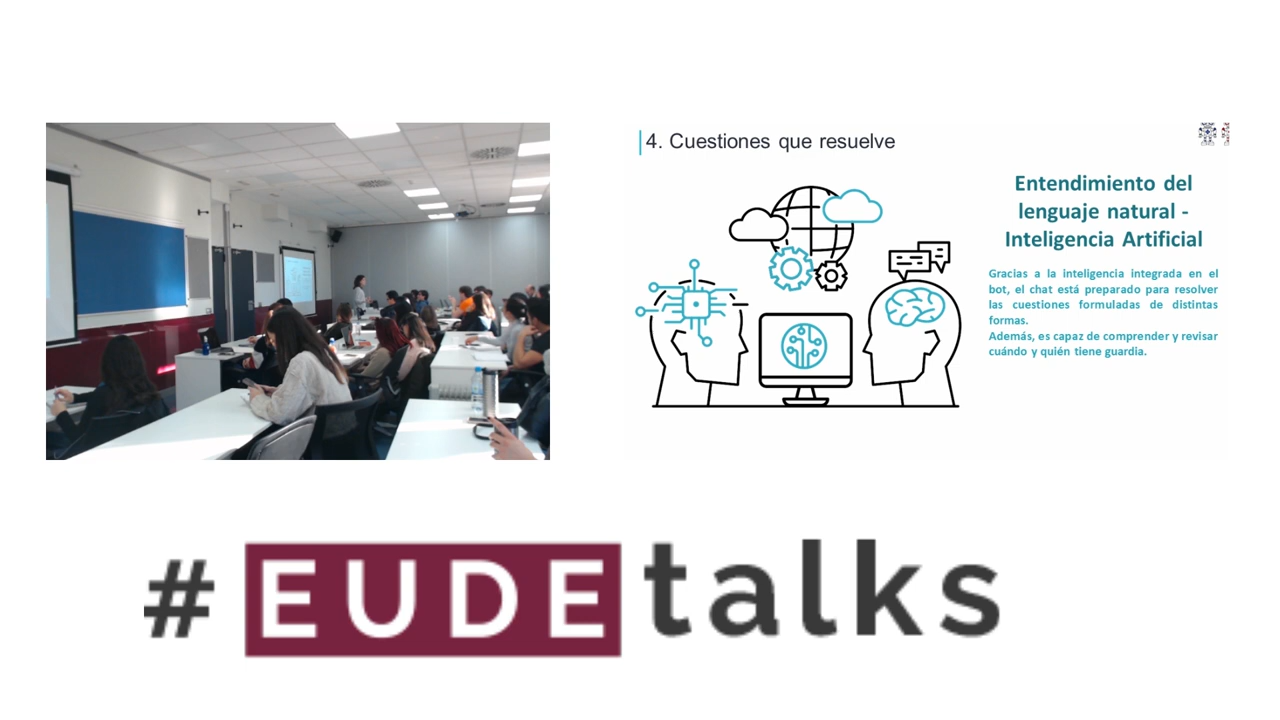 4. Cuestiones que resuelve
Entendimiento del
lenguaje natural -
Inteligencia Artificial
Gracias a la inteligencia integrada en el
bot, el chat está preparado para resolver
las cuestiones formuladas de distintas
formas.
Además, es capaz de comprender y revisar
cuándo y quién tiene guardia.
# EUDE talks